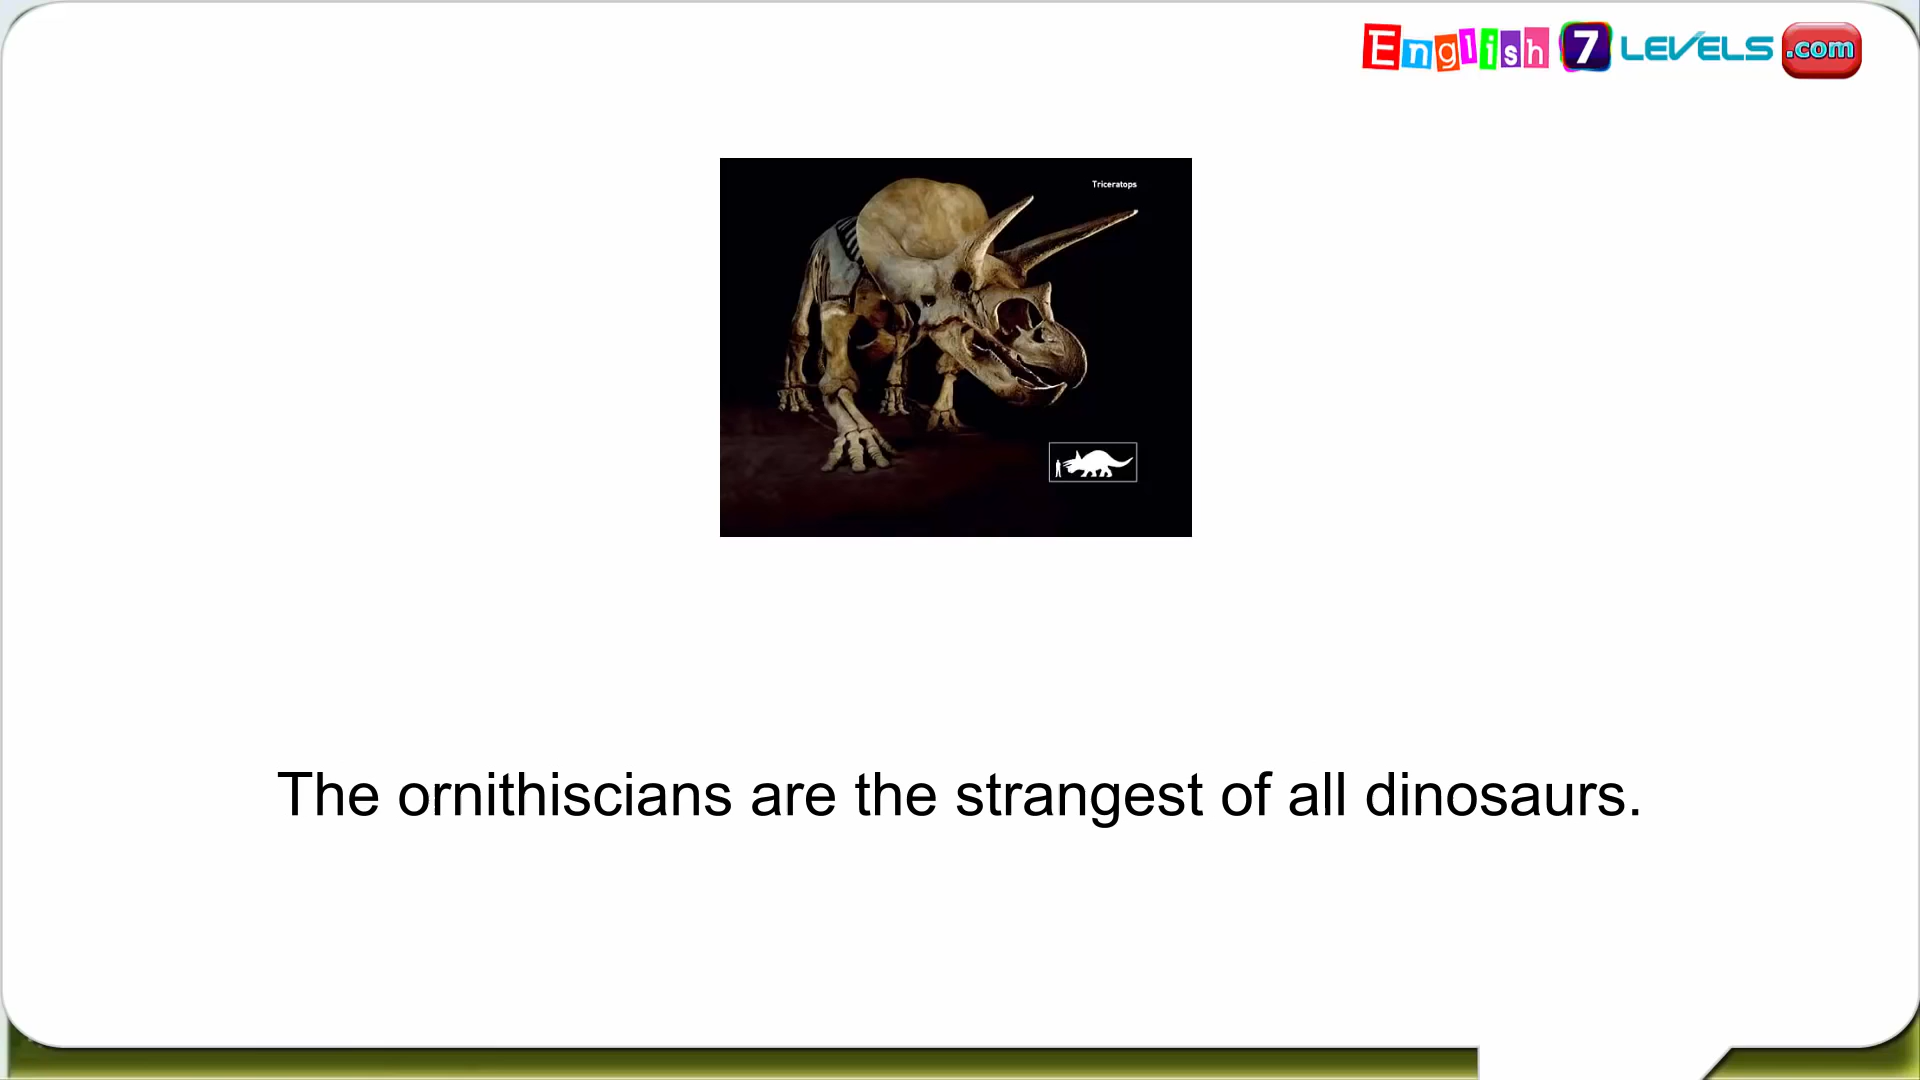 English 7 LEVELS .com
Triceratops
The ornithiscians are the strangest of all dinosaurs.